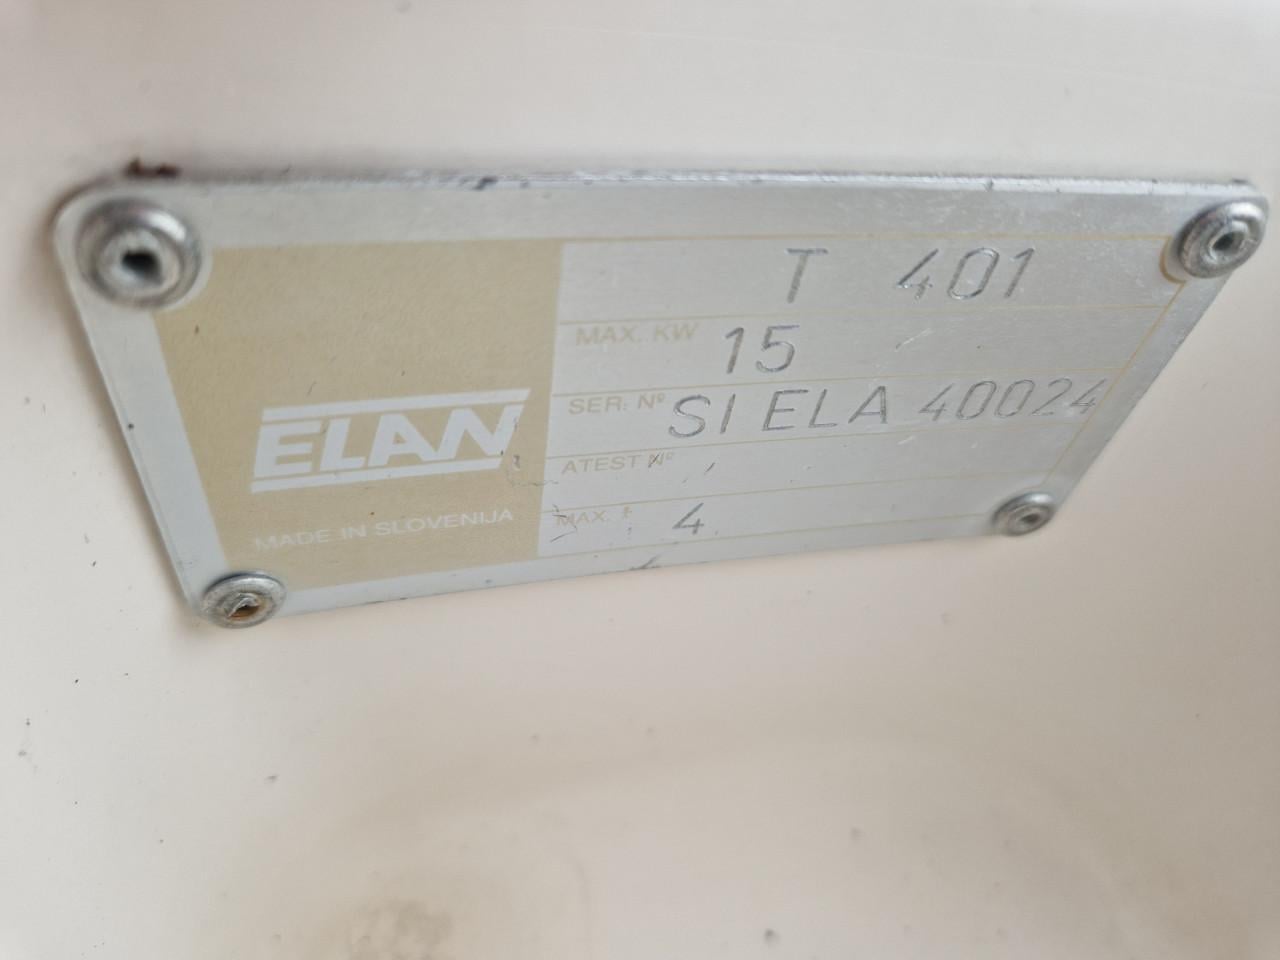 T 401
MAX. KW 15
SER: Nº SI ELA 40024
ATEST Nº
MAX. 4
ELAN
MADE IN SLOVENIJA